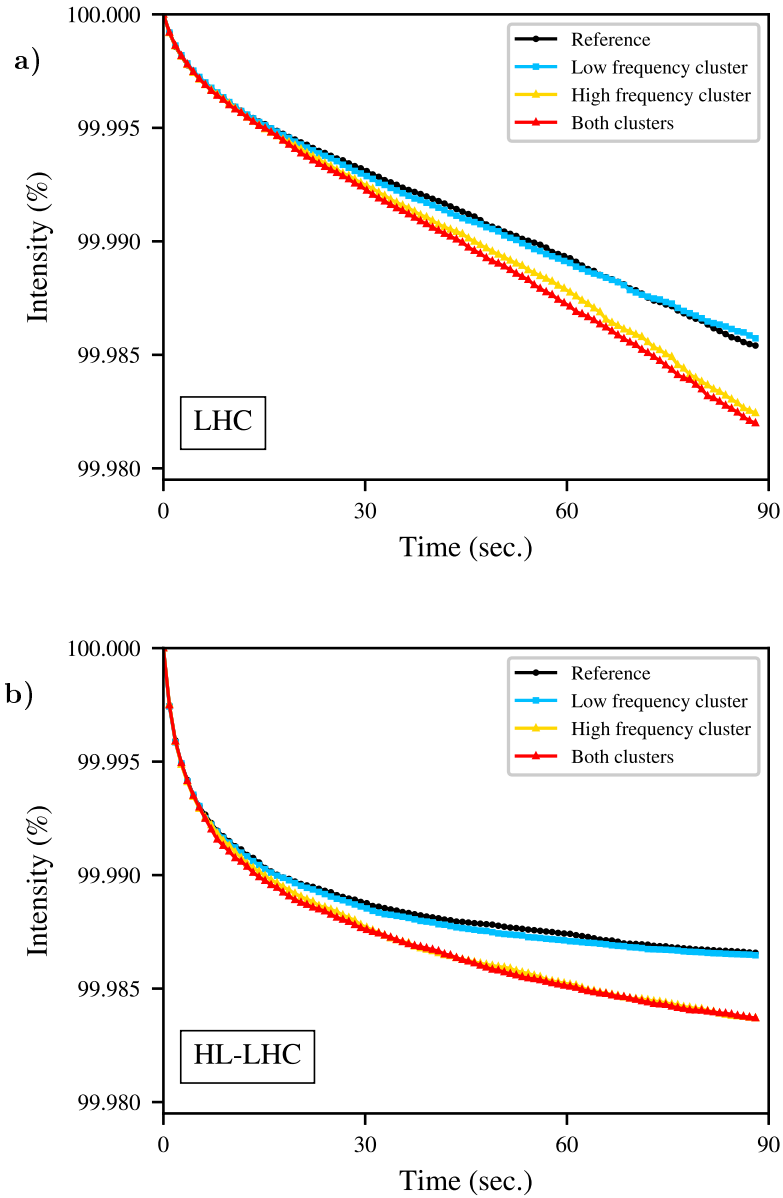 a)
100.000
99.995
99.990
99.985
99.980
Intensity (%)
Reference
Low frequency cluster
High frequency cluster
Both clusters
LHC
0
30
60
90
Time (sec.)
b)
100.000
99.995
99.990
99.985
99.980
Intensity (%)
Reference
Low frequency cluster
High frequency cluster
Both clusters
HL-LHC
0
30
60
90
Time (sec.)